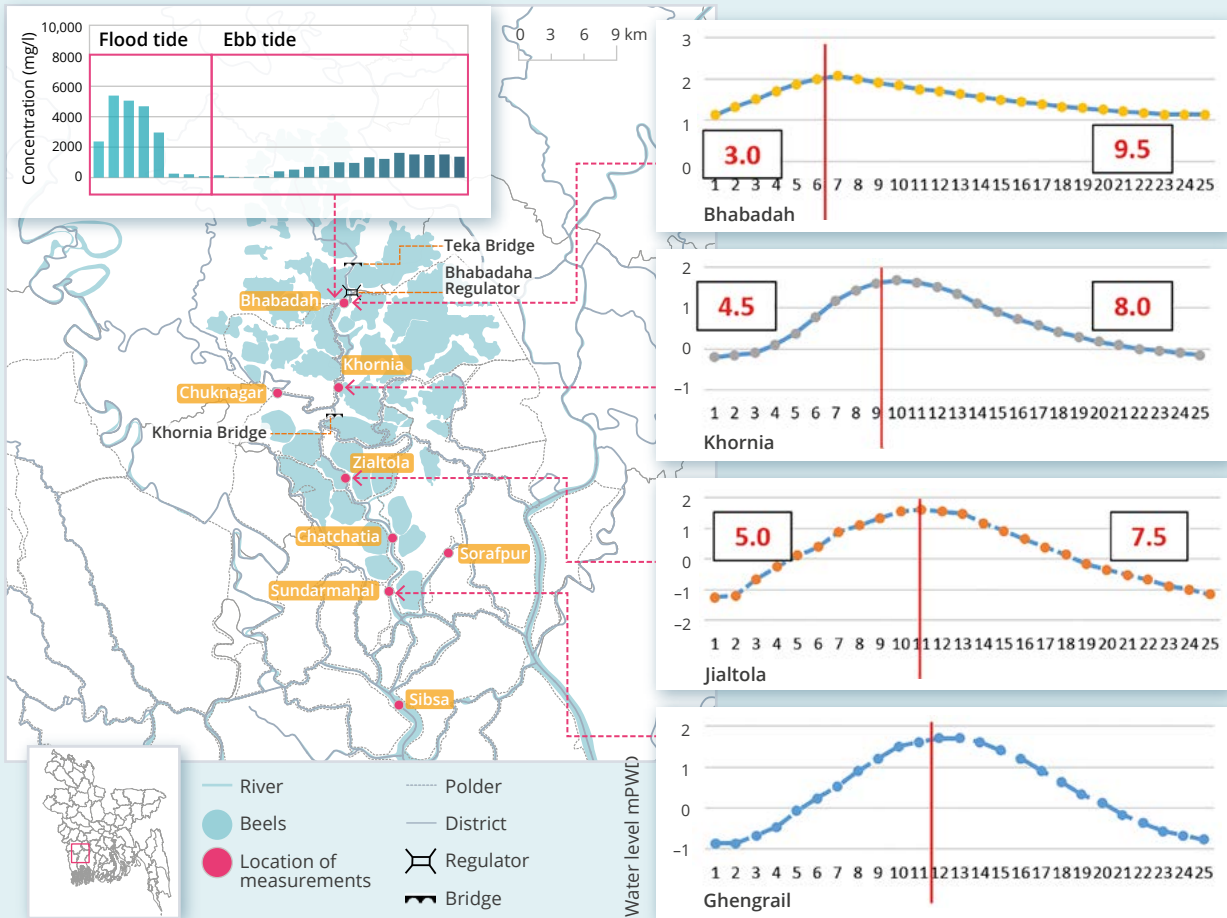 Concentration (mg/l)
10,000
8000
6000
4000
2000
0
Flood tide Ebb tide
0 3 6 9 km
Teka Bridge
Bhabadaha
Regulator
Bhabadah
Khornia
Chuknagar
Khornia Bridge
Zialtola
Chatchatia
Sorafpur
Sundarmahal
Sibsa
River
Beels
Location of
measurements
Polder
District
Regulator
Bridge
Water level mPWD
3
2
1
0
3.0
9.5
1 2 3 4 5 6 7 8 9 10 11 12 13 14 15 16 17 18 19 20 21 22 23 24 25
Bhabadah
2
1
0
−1
4.5
8.0
1 2 3 4 5 6 7 8 9 10 11 12 13 14 15 16 17 18 19 20 21 22 23 24 25
Khornia
2
1
0
−1
−2
5.0
7.5
1 2 3 4 5 6 7 8 9 10 11 12 13 14 15 16 17 18 19 20 21 22 23 24 25
Jialtola
2
1
0
−1
1 2 3 4 5 6 7 8 9 10 11 12 13 14 15 16 17 18 19 20 21 22 23 24 25
Ghengrail